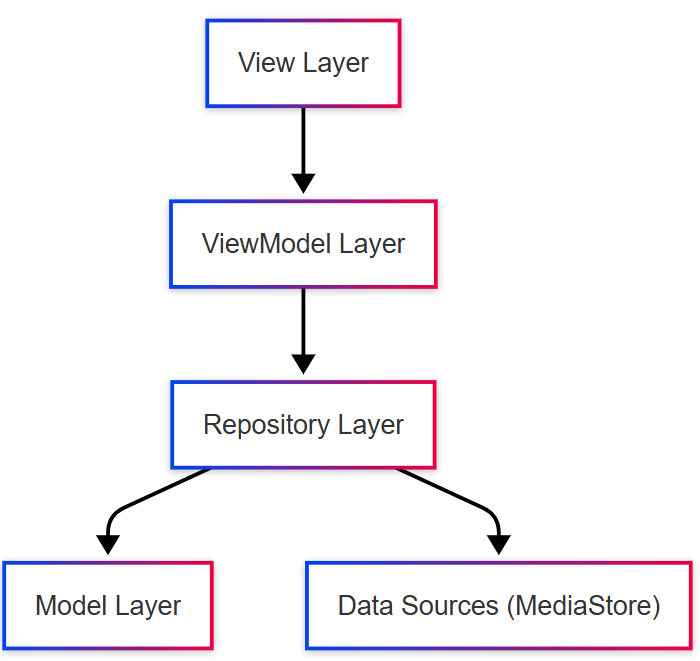 View Layer
ViewModel Layer
Repository Layer
Model Layer
Data Sources (MediaStore)